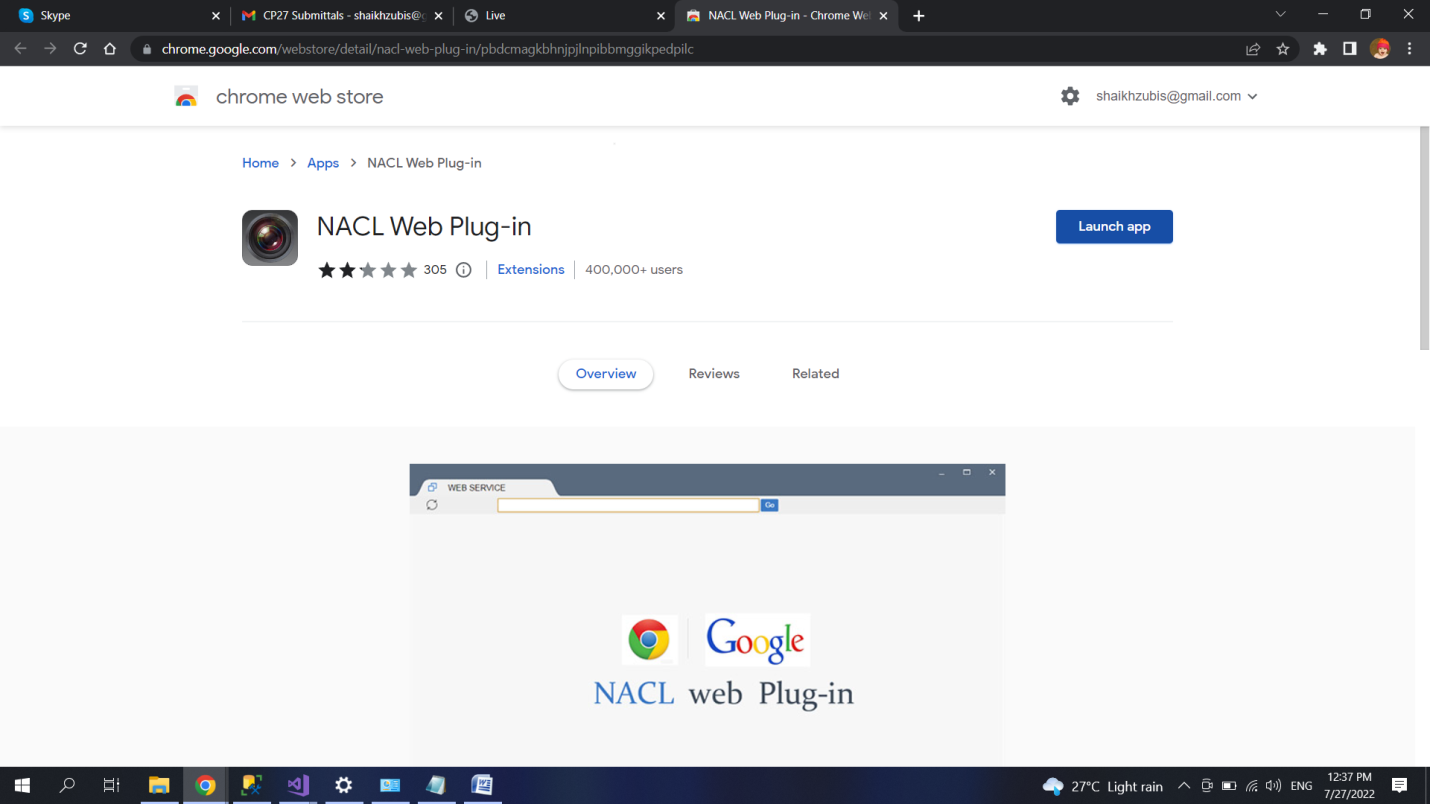 Skype
CP27 Submittals - shaikhzubis@g
Live
NACL Web Plug-in - Chrome We
chrome.google.com/webstore/detail/nacl-web-plug-in/pbdcmagkbhnjpjlnpibbmggikpedpilc
chrome web store
shaikhzubis@gmail.com
Home > Apps > NACL Web Plug-in
NACL Web Plug-in
Launch app
305
Extensions
400,000+ users
Overview
Reviews
Related
WEB SERVICE
Go
Google
NACL web Plug-in
27°C Light rain
ENG
12:37 PM
7/27/2022